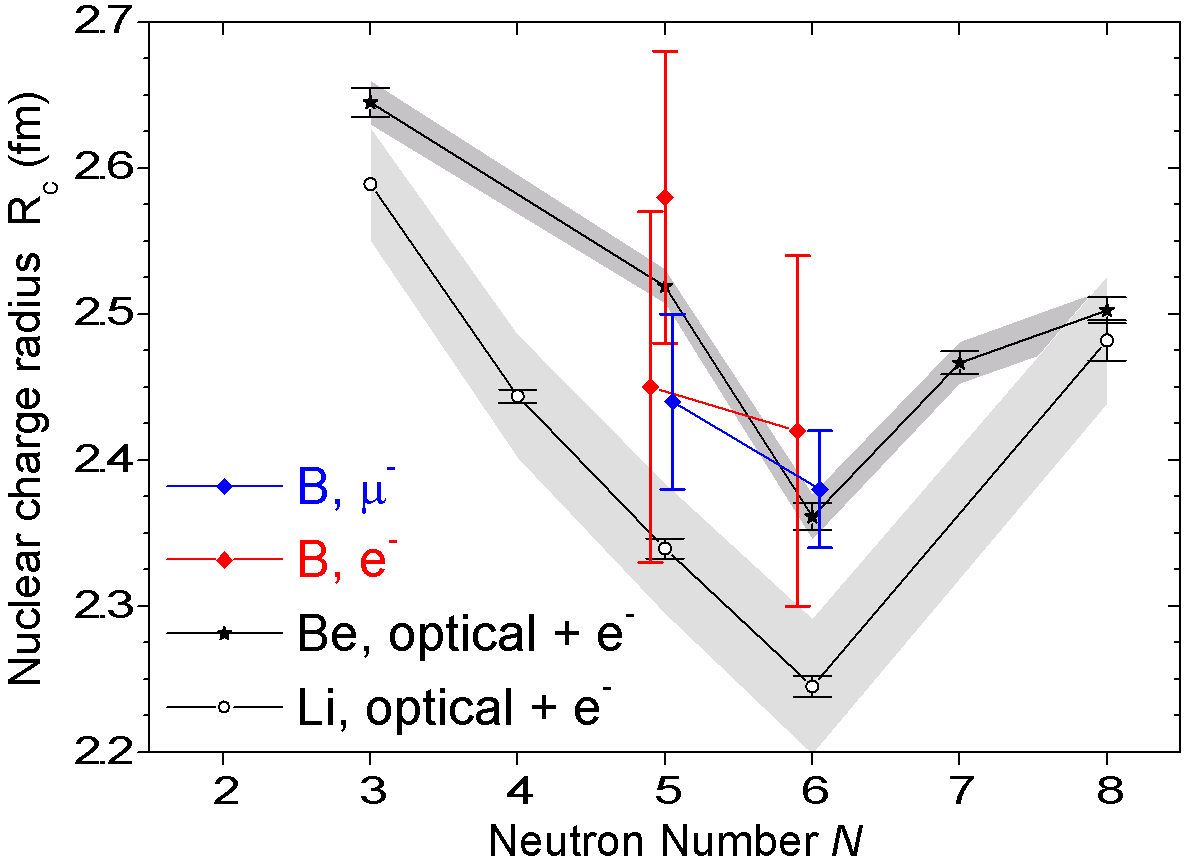 Nuclear charge radius R_c (fm)
2.7
2.6
2.5
2.4
2.3
2.2
B, μ⁻
B, e⁻
Be, optical + e⁻
Li, optical + e⁻
2 3 4 5 6 7 8
Neutron Number N